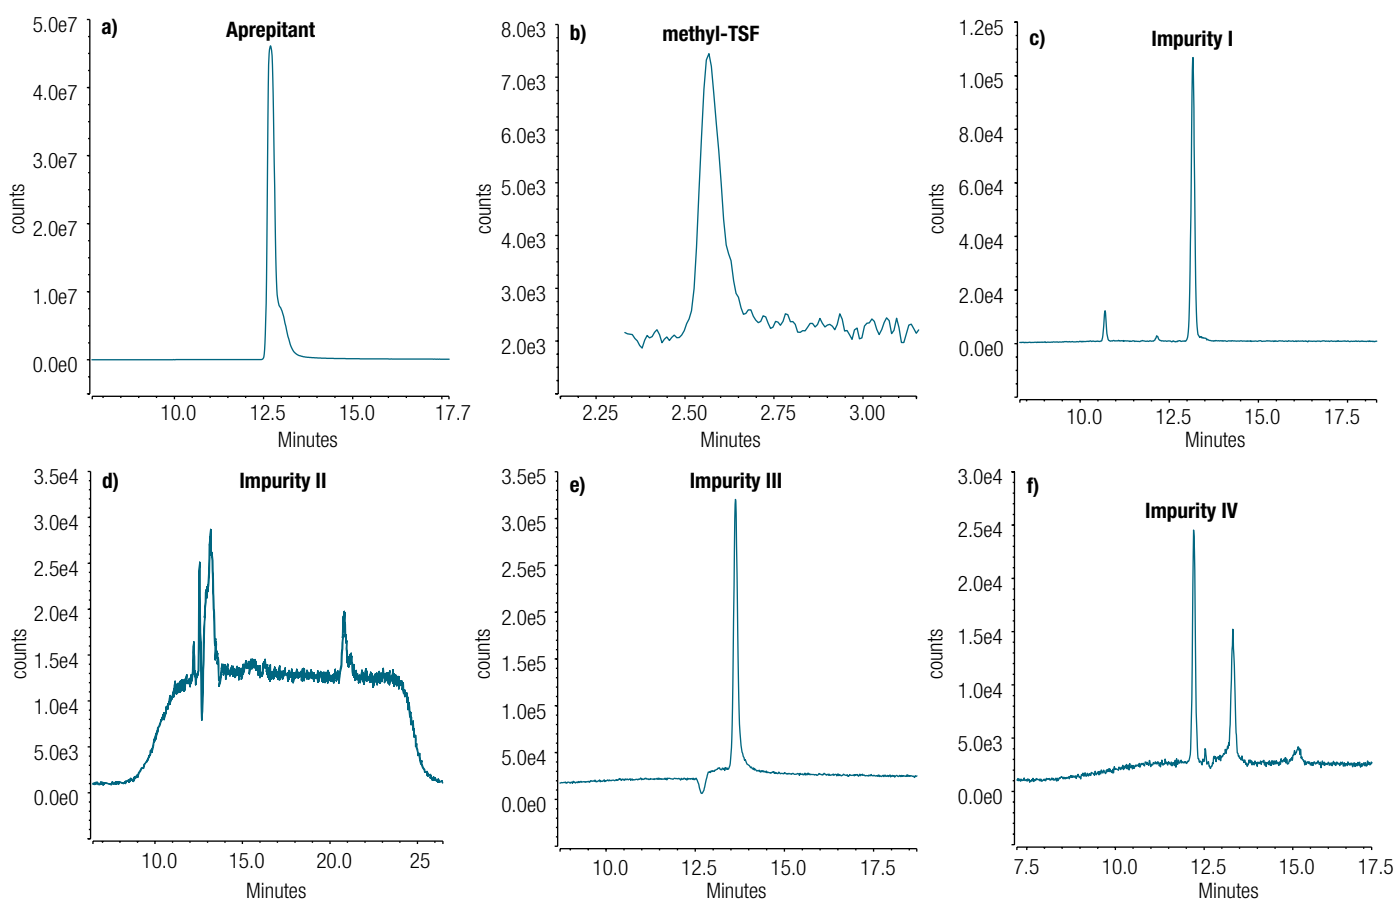 a)
Aprepitant
5.0e7
4.0e7
3.0e7
2.0e7
1.0e7
0.0e0
counts
10.0 12.5 15.0 17.7
Minutes
b)
methyl-TSF
8.0e3
7.0e3
6.0e3
5.0e3
4.0e3
3.0e3
2.0e3
counts
2.25 2.50 2.75 3.00
Minutes
c)
Impurity I
1.2e5
1.0e5
8.0e4
6.0e4
4.0e4
2.0e4
0.0e0
counts
10.0 12.5 15.0 17.5
Minutes
d)
Impurity II
3.5e4
3.0e4
2.5e4
2.0e4
1.5e4
1.0e4
5.0e3
0.0e0
counts
10.0 15.0 20.0 25
Minutes
e)
Impurity III
3.5e5
3.0e5
2.5e5
2.0e5
1.5e5
1.0e5
5.0e4
0.0e0
counts
10.0 12.5 15.0 17.5
Minutes
f)
Impurity IV
3.0e4
2.5e4
2.0e4
1.5e4
1.0e4
5.0e3
0.0e0
counts
7.5 10.0 12.5 15.0 17.5
Minutes